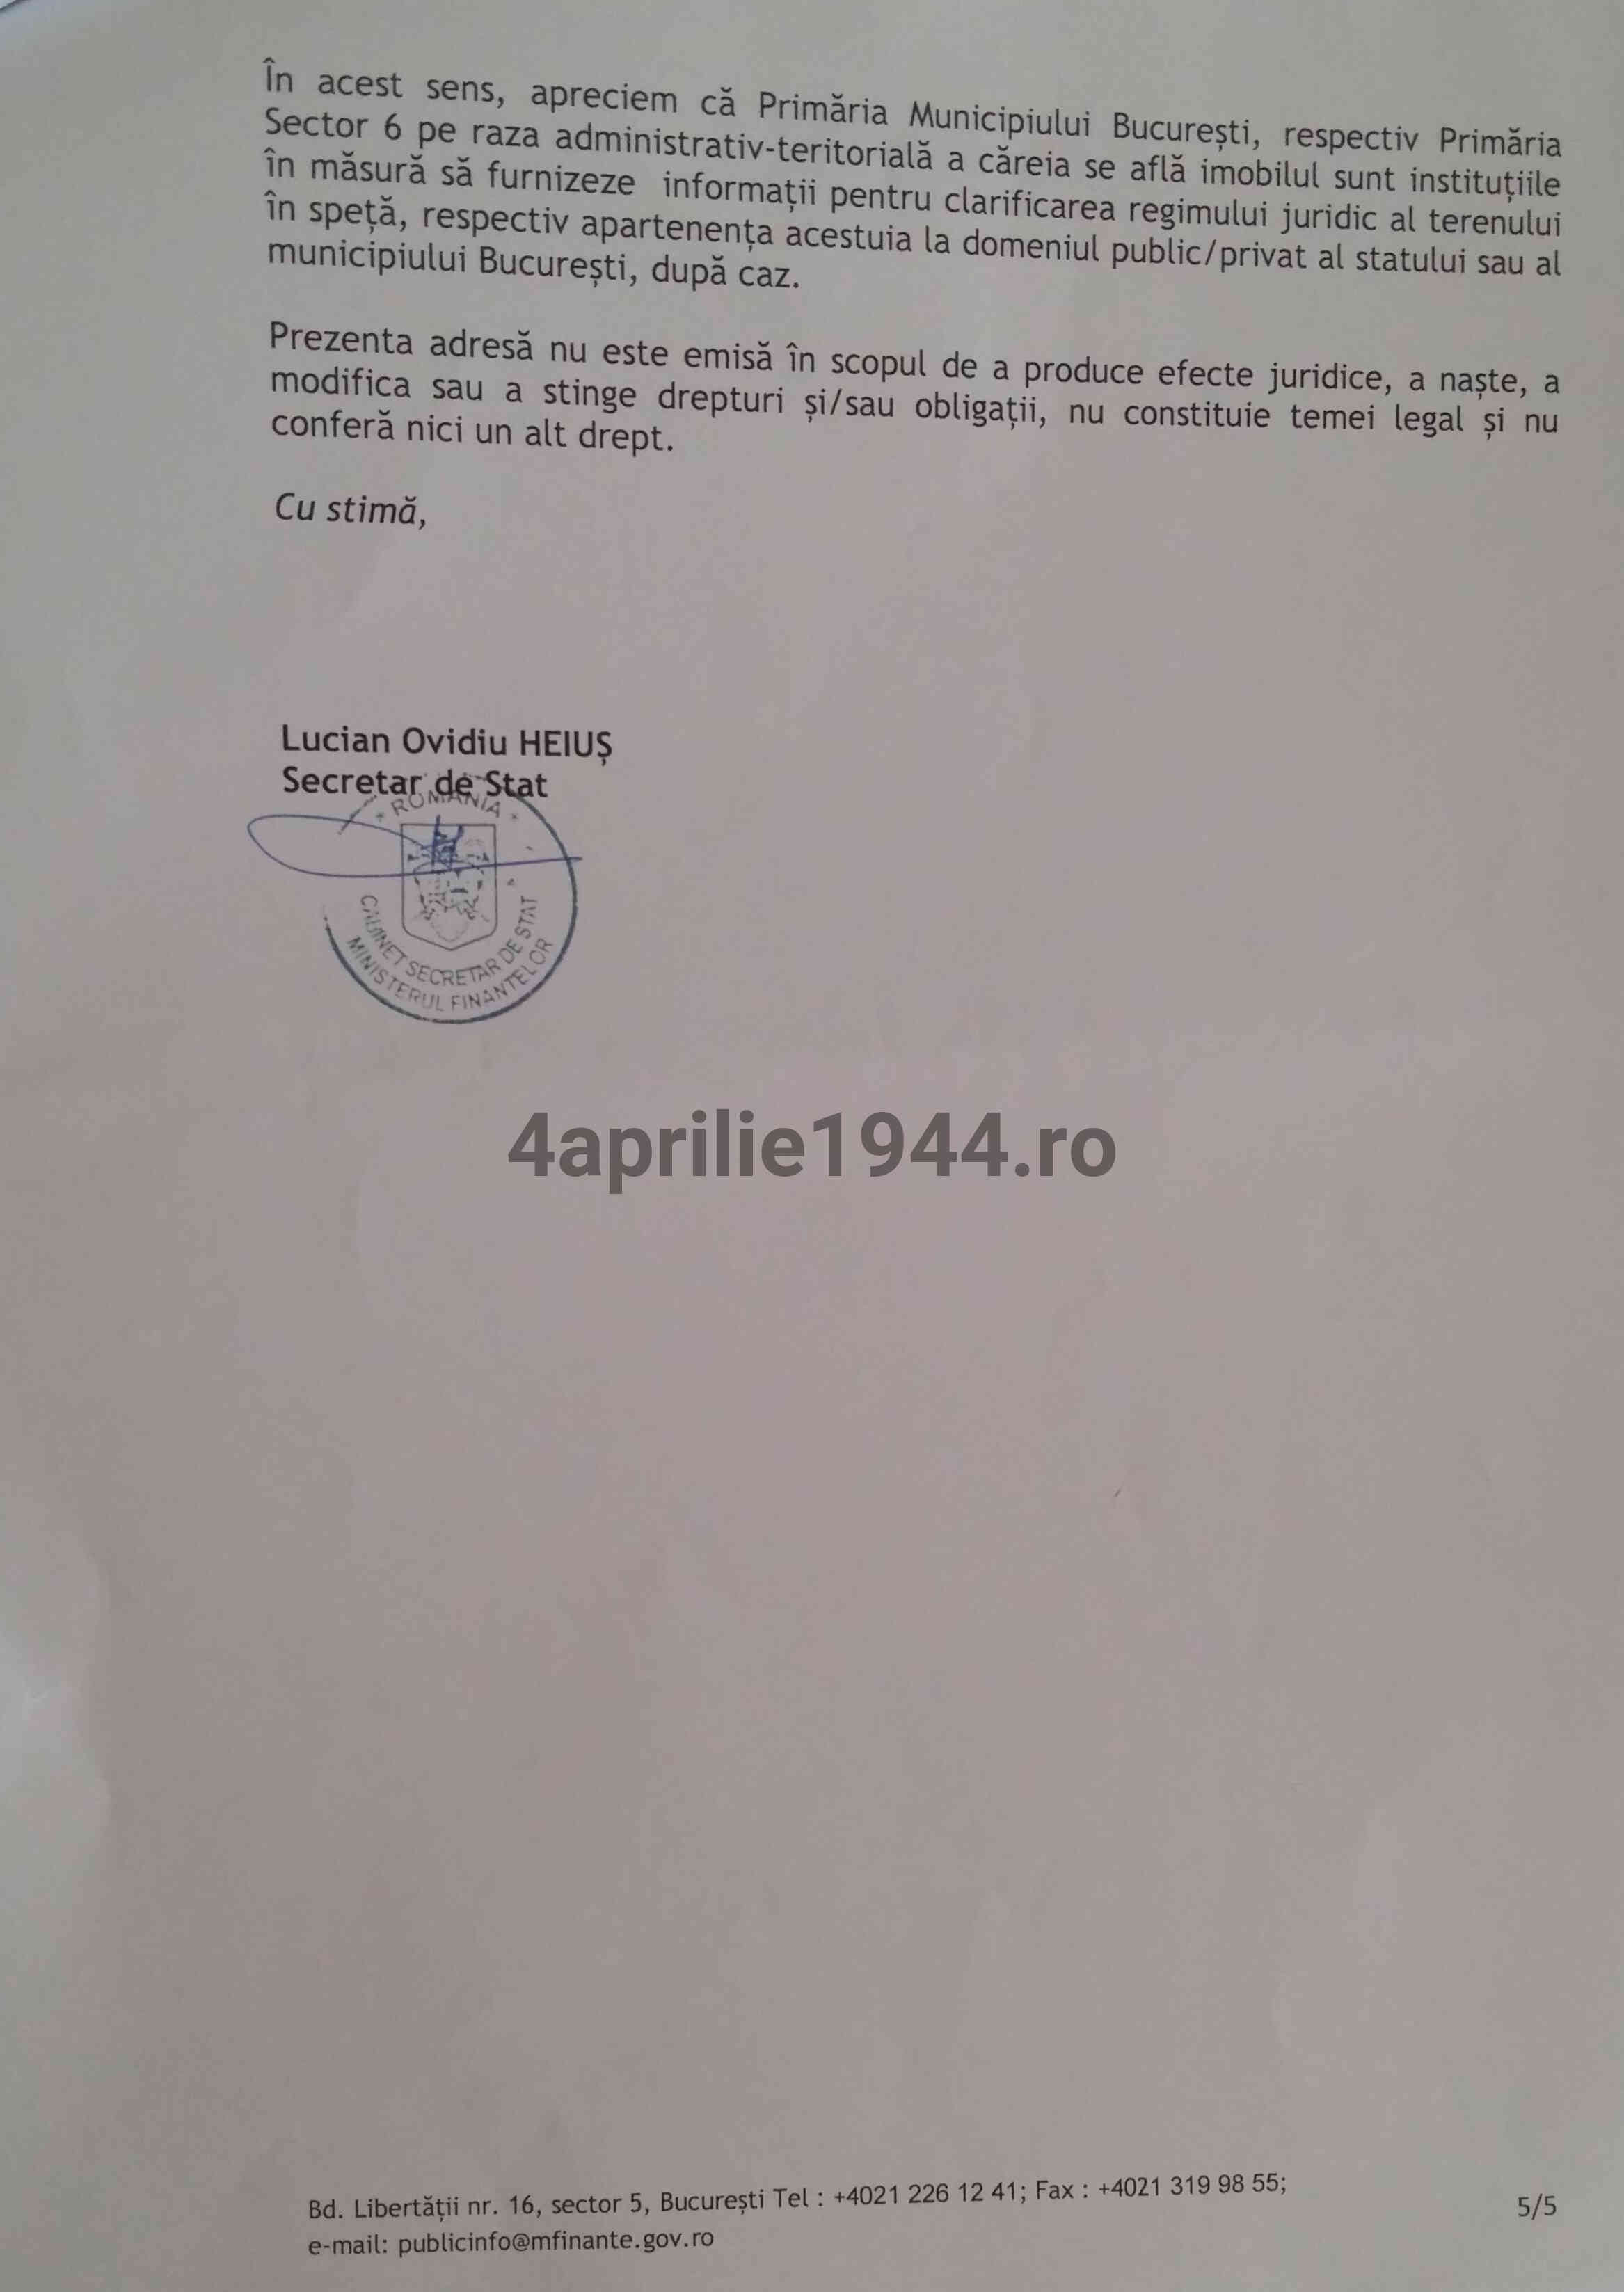 În acest sens, apreciem că Primăria Municipiului București, respectiv Primăria
Sector 6 pe raza administrativ-teritorială a căreia se află imobilul sunt instituțiile
în măsură să furnizeze informații pentru clarificarea regimului juridic al terenului
în speță, respectiv apartenența acestuia la domeniul public/privat al statului sau al
municipiului București, după caz.
Prezenta adresă nu este emisă în scopul de a produce efecte juridice, a naște, a
modifica sau a stinge drepturi și/sau obligații, nu constituie temei legal și nu
conferă nici un alt drept.
Cu stimă,
Lucian Ovidiu HEIUȘ
Secretar de Stat
* ROMÂNIA *
CABINET SECRETAR DE STAT
MINISTERUL FINANȚELOR
4aprilie1944.ro
Bd. Libertății nr. 16, sector 5, București Tel : +4021 226 12 41; Fax : +4021 319 98 55;
e-mail: publicinfo@mfinante.gov.ro
5/5